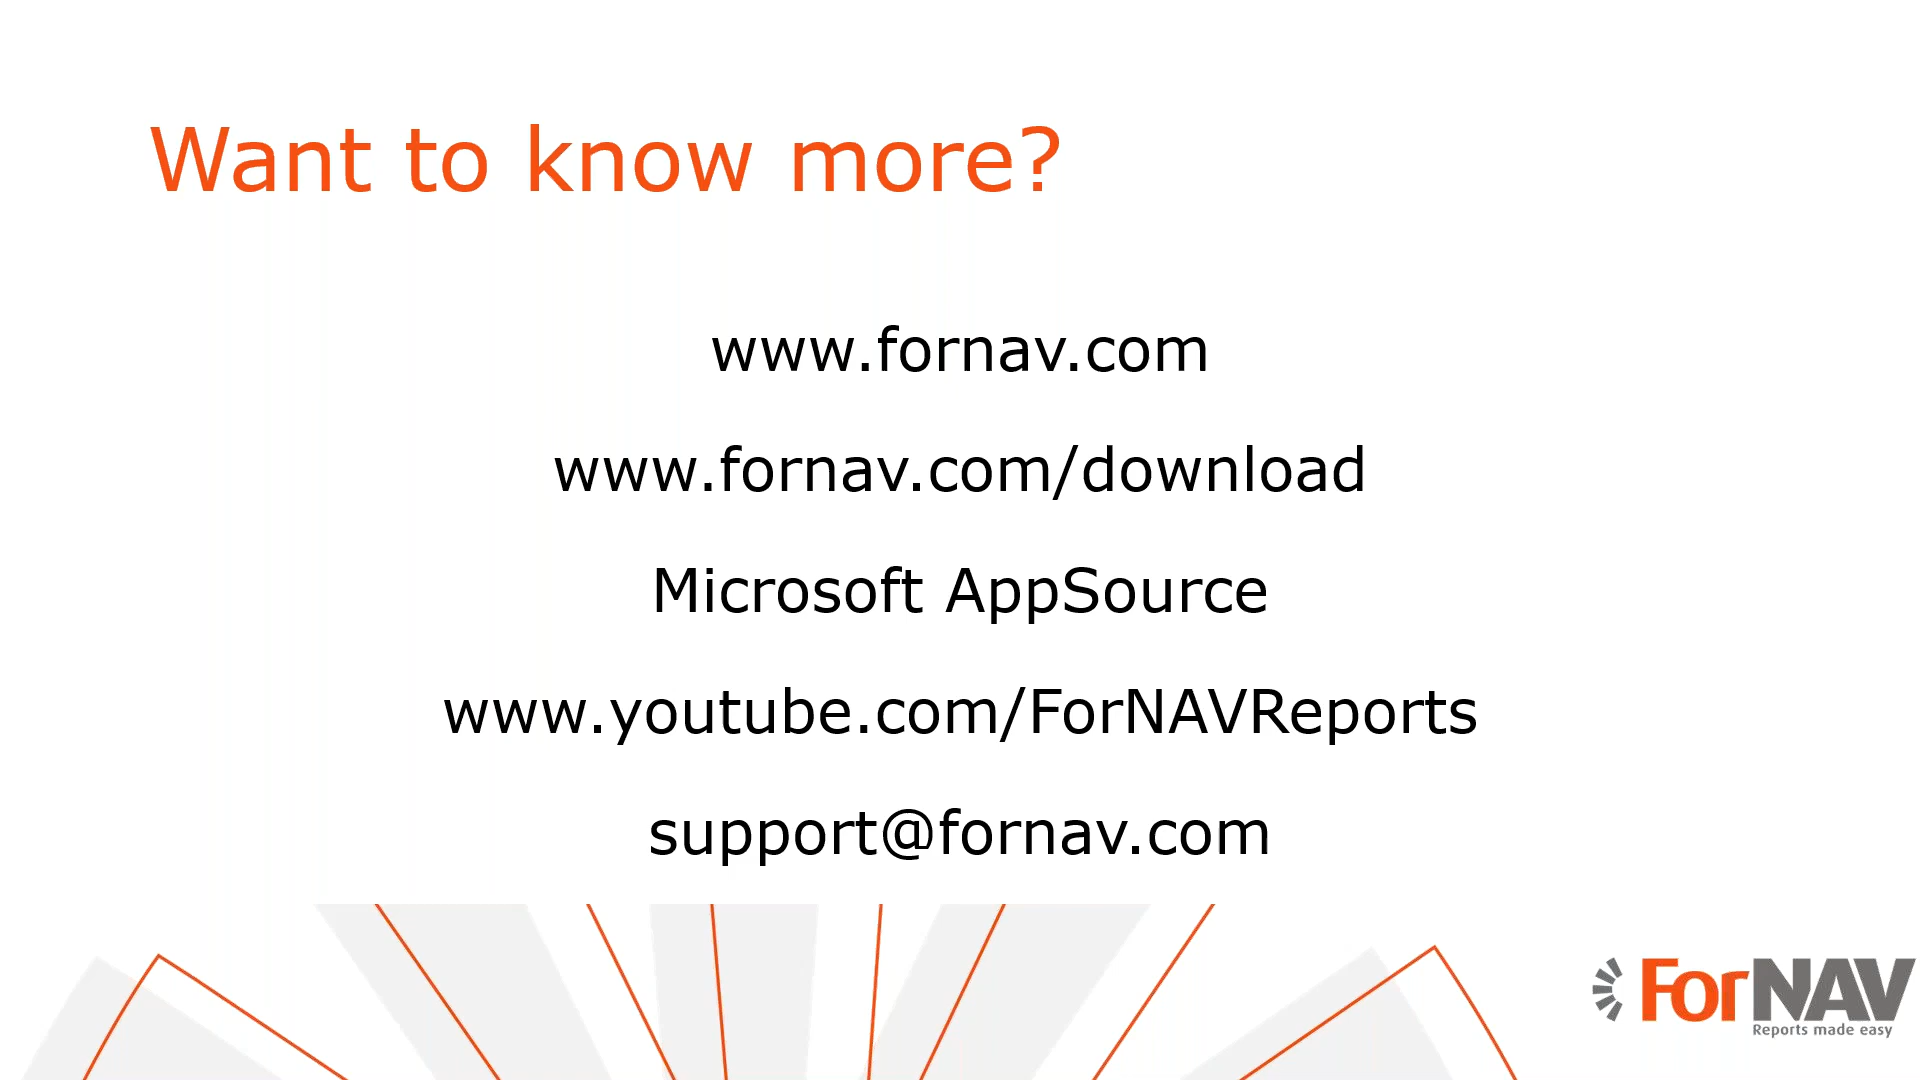 Want to know more?
www.fornav.com
www.fornav.com/download
Microsoft AppSource
www.youtube.com/ForNAVReports
support@fornav.com
ForNAV
Reports made easy